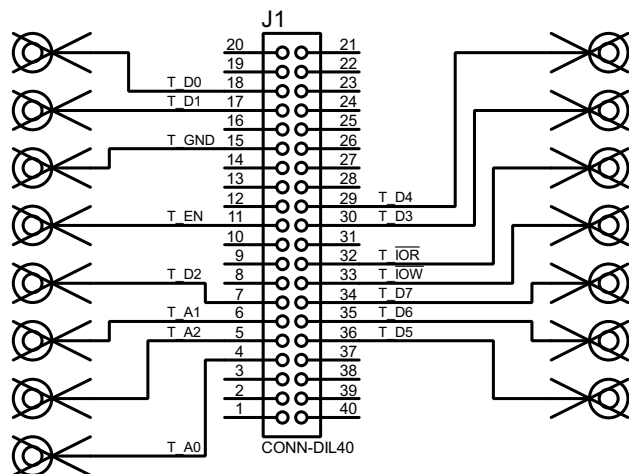 J1
20 21
19 22
T_D0 18 23
T_D1 17 24
16 25
T_GND 15 26
14 27
13 28
12 29 T_D4
T_EN 11 30 T_D3
10 31
9 32 T_IOR
8 33 T_IOW
T_D2 7 34 T_D7
T_A1 6 35 T_D6
T_A2 5 36 T_D5
4 37
3 38
2 39
1 40
T_A0 CONN-DIL40